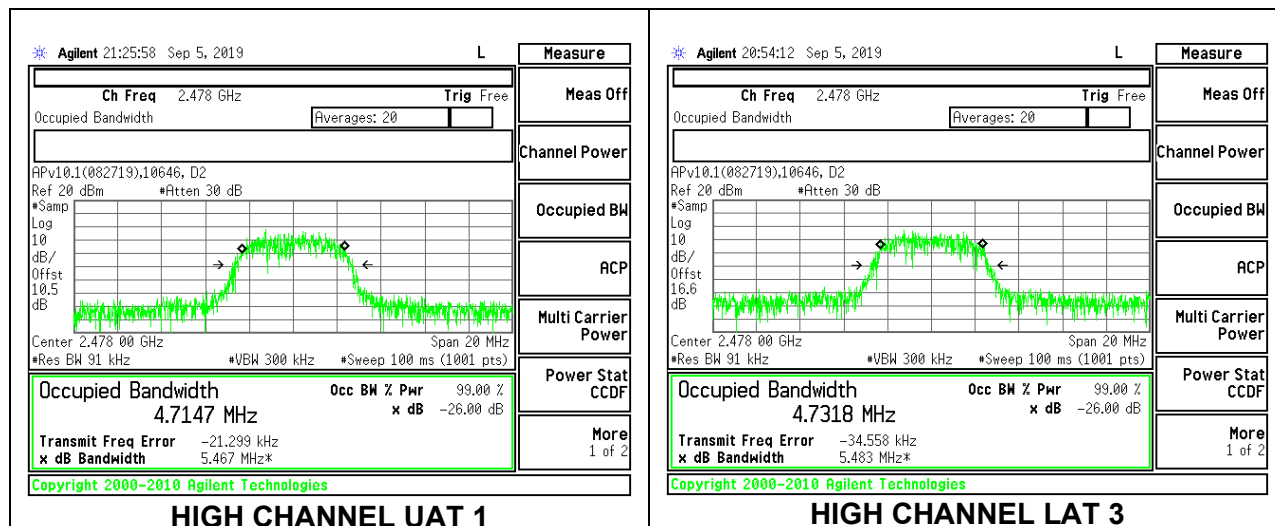 Agilent 21:25:58 Sep 5, 2019 L Measure
Ch Freq 2.478 GHz Trig Free
Occupied Bandwidth Averages: 20
APv10.1(082719),10646, D2
Ref 20 dBm #Atten 30 dB
#Samp
Log
10
dB/
Offst
10.5
dB
Center 2.478 00 GHz Span 20 MHz
#Res BW 91 kHz #VBW 300 kHz #Sweep 100 ms (1001 pts)
Occupied Bandwidth Occ BW % Pwr 99.00 %
4.7147 MHz x dB -26.00 dB
Transmit Freq Error -21.299 kHz
x dB Bandwidth 5.467 MHz*
Copyright 2000-2010 Agilent Technologies
Meas Off
Channel Power
Occupied BW
ACP
Multi Carrier
Power
Power Stat
CCDF
More
1 of 2
HIGH CHANNEL UAT 1
Agilent 20:54:12 Sep 5, 2019 L Measure
Ch Freq 2.478 GHz Trig Free
Occupied Bandwidth Averages: 20
APv10.1(082719),10646, D2
Ref 20 dBm #Atten 30 dB
#Samp
Log
10
dB/
Offst
16.6
dB
Center 2.478 00 GHz Span 20 MHz
#Res BW 91 kHz #VBW 300 kHz #Sweep 100 ms (1001 pts)
Occupied Bandwidth Occ BW % Pwr 99.00 %
4.7318 MHz x dB -26.00 dB
Transmit Freq Error -34.558 kHz
x dB Bandwidth 5.483 MHz*
Copyright 2000-2010 Agilent Technologies
Meas Off
Channel Power
Occupied BW
ACP
Multi Carrier
Power
Power Stat
CCDF
More
1 of 2
HIGH CHANNEL LAT 3